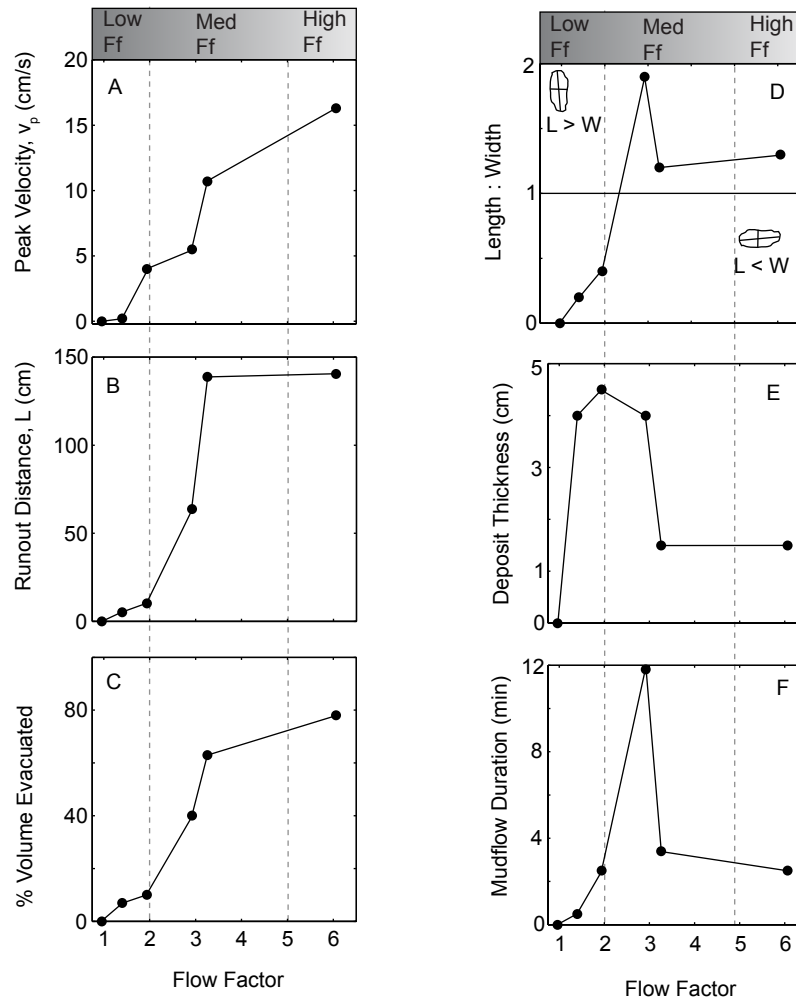 Low Ff
Med Ff
High Ff
A
20
15
10
5
0
Peak Velocity, vp (cm/s)
B
150
100
50
0
Runout Distance, L (cm)
C
80
40
0
% Volume Evacuated
1 2 3 4 5 6
Flow Factor
Low Ff
Med Ff
High Ff
D
2
1
0
Length : Width
L > W
L < W
E
5
4
3
2
1
0
Deposit Thickness (cm)
F
12
8
4
0
Mudflow Duration (min)
1 2 3 4 5 6
Flow Factor